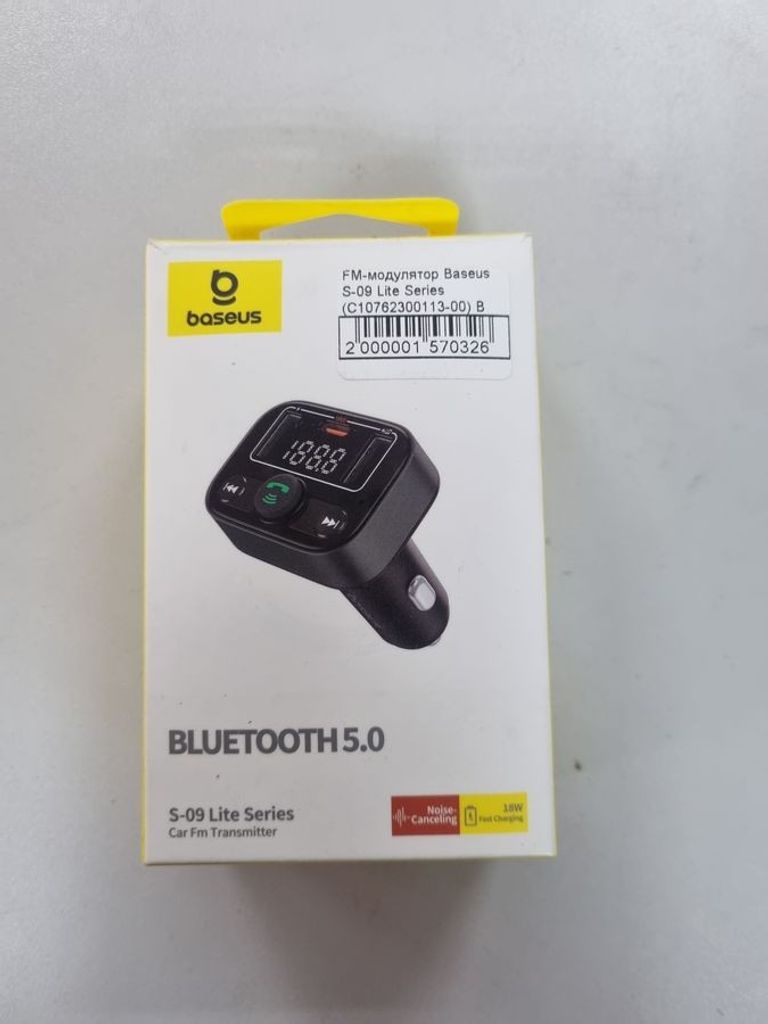 baseus
FM-модулятор Baseus
S-09 Lite Series
(C10762300113-00) B
2 000001 570326
188.8
BLUETOOTH 5.0
S-09 Lite Series
Car Fm Transmitter
Noise-
Canceling
18W
Fast Charging